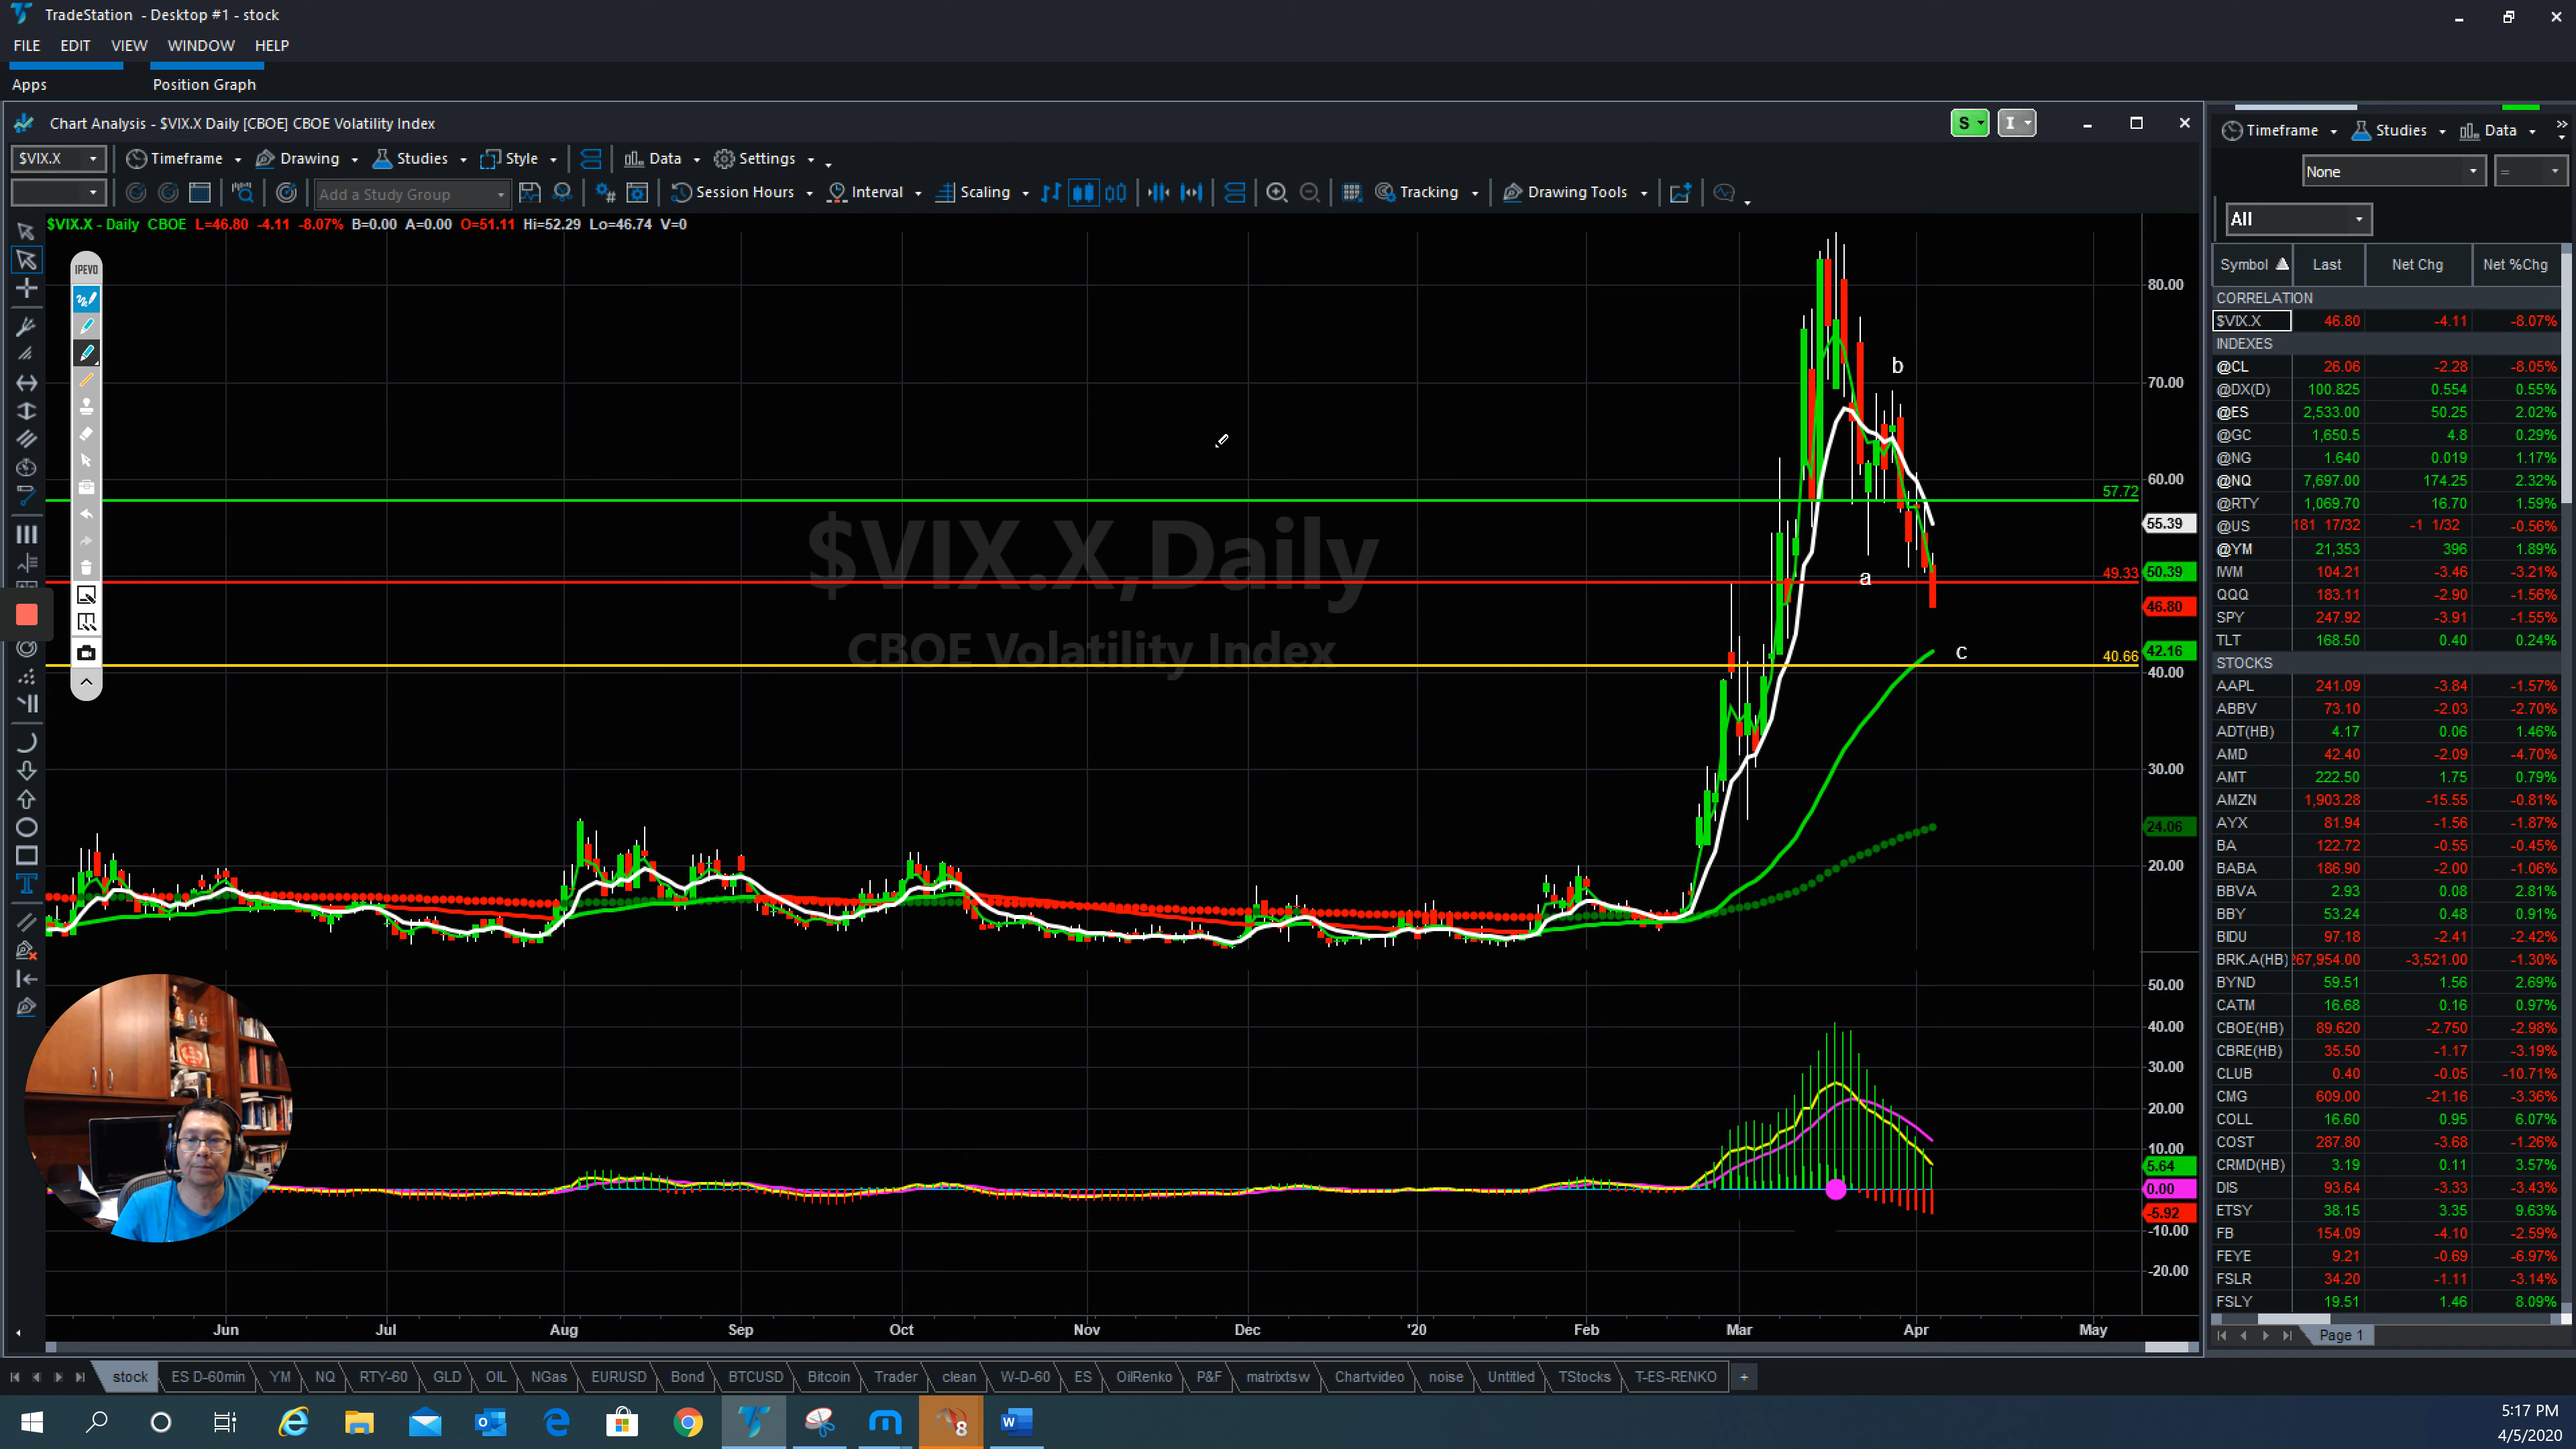 TradeStation - Desktop #1 - stock
FILE EDIT VIEW WINDOW HELP
Apps Position Graph
Chart Analysis - $VIX.X Daily [CBOE] CBOE Volatility Index
S I
$VIX.X Timeframe Drawing Studies Style Data Settings
Add a Study Group Session Hours Interval Scaling Tracking Drawing Tools
$VIX.X - Daily CBOE L=46.80 -4.11 -8.07% B=0.00 A=0.00 O=51.11 Hi=52.29 Lo=46.74 V=0
IPEVO
$VIX.X,Daily
CBOE Volatility Index
a
b
c
57.72
49.33
40.66
80.00
70.00
60.00
55.39
50.39
46.80
42.16
40.00
30.00
24.06
20.00
50.00
40.00
30.00
20.00
10.00
5.64
0.00
-5.92
-10.00
-20.00
Jun Jul Aug Sep Oct Nov Dec '20 Feb Mar Apr May
Timeframe Studies Data
None =
All
Symbol Last Net Chg Net %Chg
CORRELATION
$VIX.X 46.80 -4.11 -8.07%
INDEXES
@CL 26.06 -2.28 -8.05%
@DX(D) 100.825 0.554 0.55%
@ES 2,533.00 50.25 2.02%
@GC 1,650.5 4.8 0.29%
@NG 1.640 0.019 1.17%
@NQ 7,697.00 174.25 2.32%
@RTY 1,069.70 16.70 1.59%
@US 181 17/32 -1 1/32 -0.56%
@YM 21,353 396 1.89%
IWM 104.21 -3.46 -3.21%
QQQ 183.11 -2.90 -1.56%
SPY 247.92 -3.91 -1.55%
TLT 168.50 0.40 0.24%
STOCKS
AAPL 241.09 -3.84 -1.57%
ABBV 73.10 -2.03 -2.70%
ADT(HB) 4.17 0.06 1.46%
AMD 42.40 -2.09 -4.70%
AMT 222.50 1.75 0.79%
AMZN 1,903.28 -15.55 -0.81%
AYX 81.94 -1.56 -1.87%
BA 122.72 -0.55 -0.45%
BABA 186.90 -2.00 -1.06%
BBVA 2.93 0.08 2.81%
BBY 53.24 0.48 0.91%
BIDU 97.18 -2.41 -2.42%
BRK.A(HB) 267,954.00 -3,521.00 -1.30%
BYND 59.51 1.56 2.69%
CATM 16.68 0.16 0.97%
CBOE(HB) 89.620 -2.750 -2.98%
CBRE(HB) 35.50 -1.17 -3.19%
CLUB 0.40 -0.05 -10.71%
CMG 609.00 -21.16 -3.36%
COLL 16.60 0.95 6.07%
COST 287.80 -3.68 -1.26%
CRMD(HB) 3.19 0.11 3.57%
DIS 93.64 -3.33 -3.43%
ETSY 38.15 3.35 9.63%
FB 154.09 -4.10 -2.59%
FEYE 9.21 -0.69 -6.97%
FSLR 34.20 -1.11 -3.14%
FSLY 19.51 1.46 8.09%
Page 1
stock ES D-60min YM NQ RTY-60 GLD OIL NGas EURUSD Bond BTCUSD Bitcoin Trader clean W-D-60 ES OilRenko P&F matrixtsw Chartvideo noise Untitled TStocks T-ES-RENKO +
5:17 PM
4/5/2020